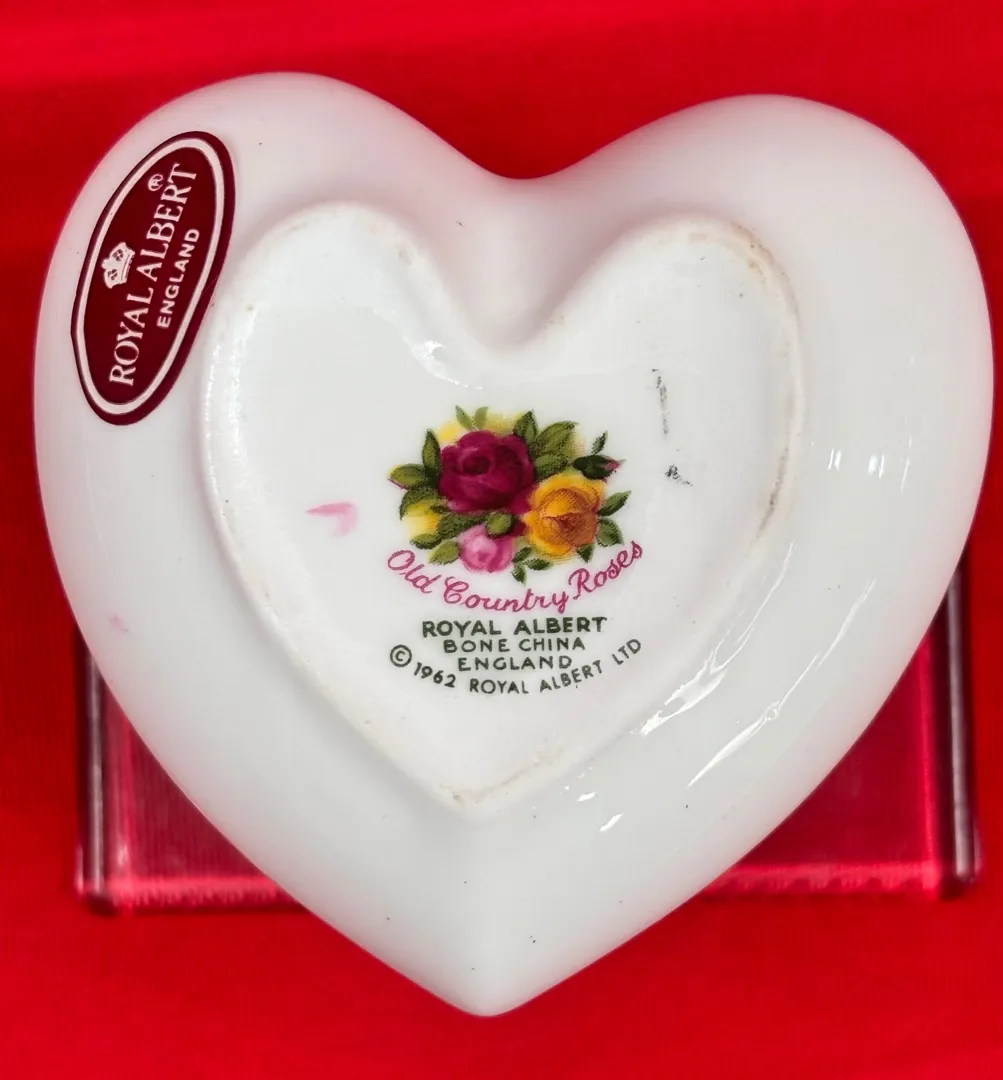 ROYAL ALBERT®
ENGLAND
Old Country Roses
ROYAL ALBERT
BONE CHINA
ENGLAND
© 1962 ROYAL ALBERT LTD